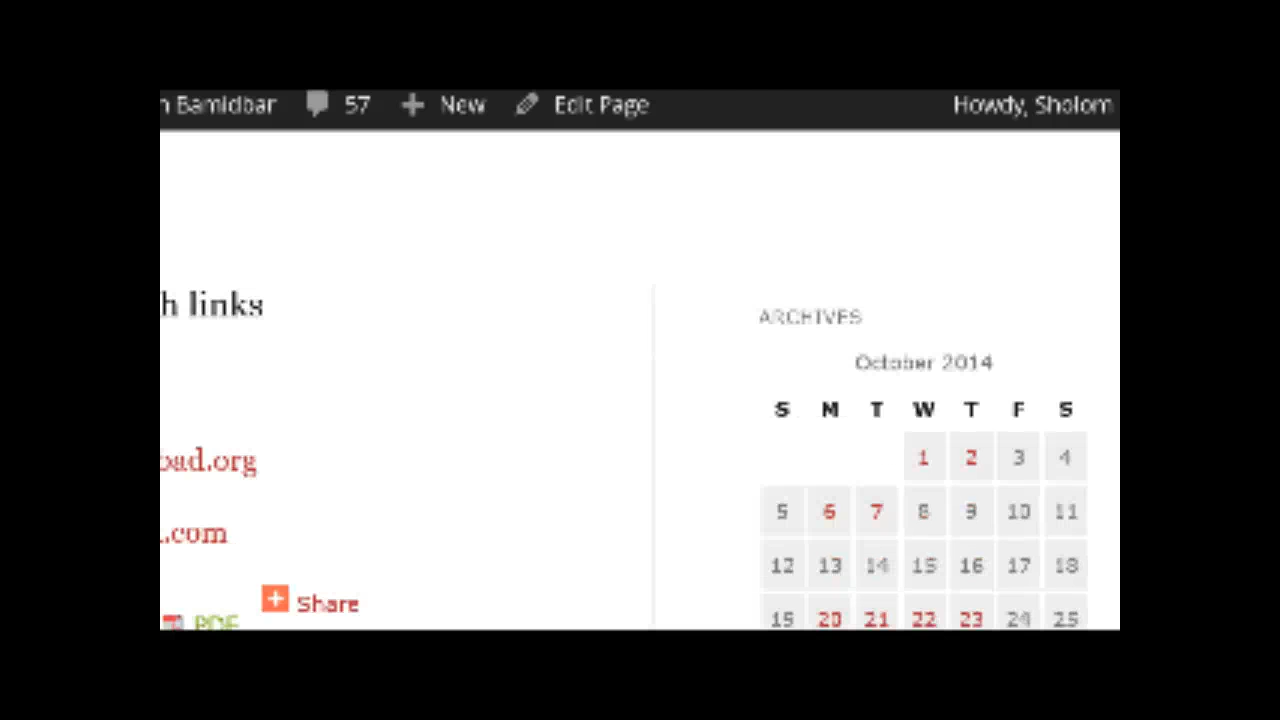 n Bamidbar 57 New Edit Page Howdy, Sholom
h links
ARCHIVES
October 2014
S M T W T F S
oad.org
1 2 3 4
5 6 7 8 9 10 11
.com
12 13 14 15 16 17 18
Share
PDF
19 20 21 22 23 24 25